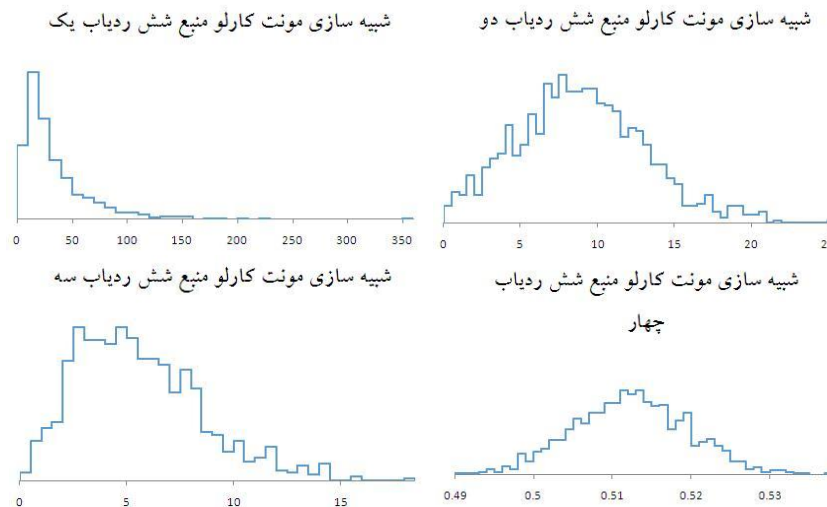 شبیه سازی مونت کارلو منبع شش ردیاب یک
0 50 100 150 200 250 300 350
شبیه سازی مونت کارلو منبع شش ردیاب دو
0 5 10 15 20
شبیه سازی مونت کارلو منبع شش ردیاب سه
0 5 10 15
شبیه سازی مونت کارلو منبع شش ردیاب
چهار
0.49 0.5 0.51 0.52 0.53